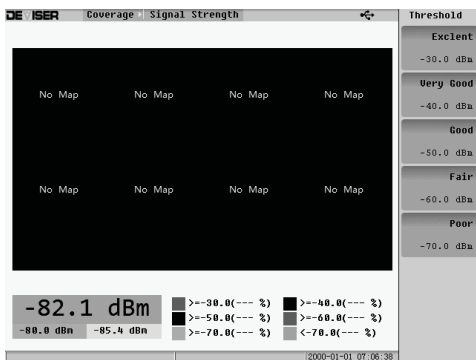 DEVISER Coverage Signal Strength
Threshold
Exclent
-30.0 dBm
Very Good
-40.0 dBm
Good
-50.0 dBm
Fair
-60.0 dBm
Poor
-70.0 dBm
No Map No Map No Map No Map
No Map No Map No Map No Map
-82.1 dBm
-80.0 dBm -85.4 dBm
>=-30.0(--- %) >=-40.0(--- %)
>=-50.0(--- %) >=-60.0(--- %)
>=-70.0(--- %) <-70.0(--- %)
2000-01-01 07:06:38